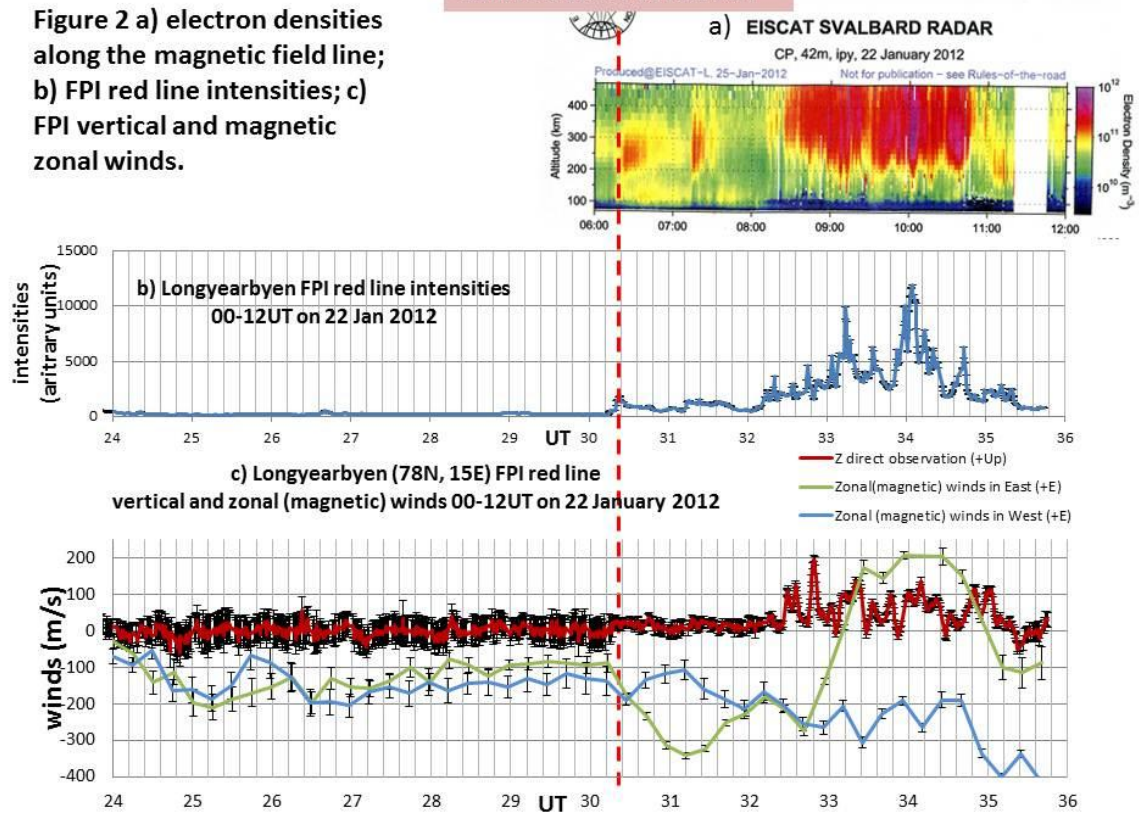 Figure 2 a) electron densities
along the magnetic field line;
b) FPI red line intensities; c)
FPI vertical and magnetic
zonal winds.
a) EISCAT SVALBARD RADAR
CP, 42m, ipy, 22 January 2012
Produced@EISCAT-L, 25-Jan-2012 Not for publication - see Rules-of-the-road
Altitude (km)
400
300
200
100
06:00 07:00 08:00 09:00 10:00 11:00 12:00
10^12
10^11
10^10
Electron Density (m^-3)
intensities
(aritrary units)
15000
10000
5000
0
b) Longyearbyen FPI red line intensities
00-12UT on 22 Jan 2012
24 25 26 27 28 29 30 31 32 33 34 35 36
UT
c) Longyearbyen (78N, 15E) FPI red line
vertical and zonal (magnetic) winds 00-12UT on 22 January 2012
Z direct observation (+Up)
Zonal(magnetic) winds in East (+E)
Zonal (magnetic) winds in West (+E)
winds (m/s)
200
100
0
-100
-200
-300
-400
24 25 26 27 28 29 30 31 32 33 34 35 36
UT